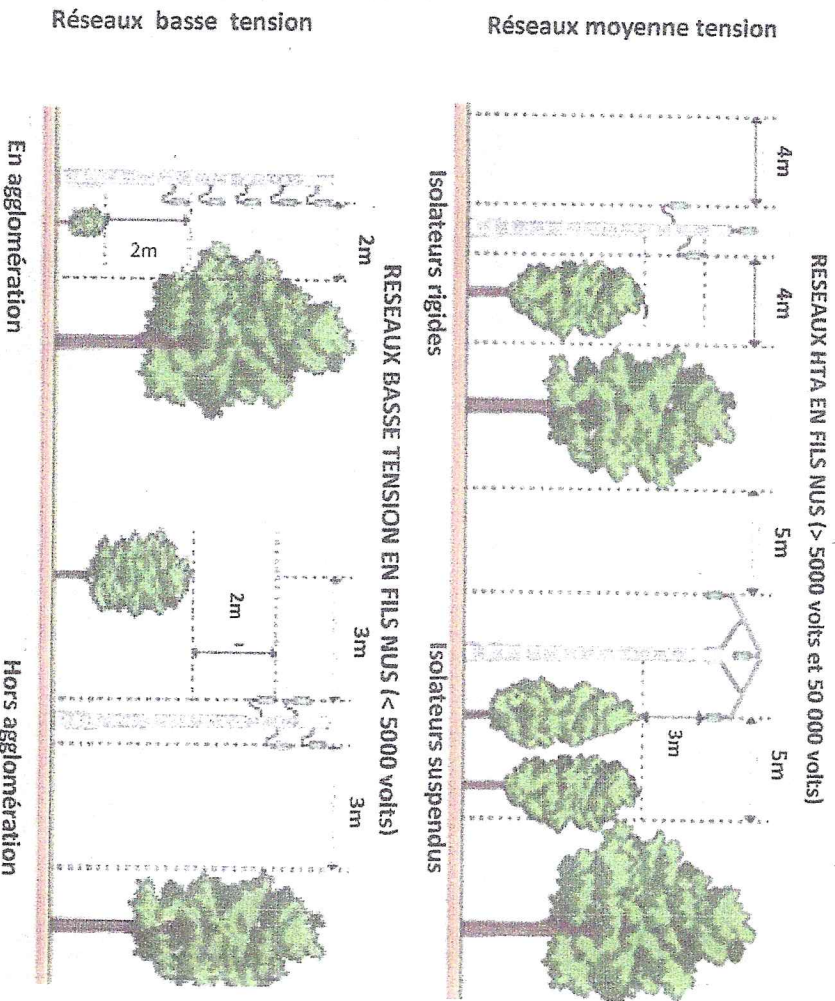 Réseaux moyenne tension
RESEAUX HTA EN FILS NUS (> 5000 volts et 50 000 volts)
4m
4m
5m
5m
3m
Isolateurs rigides
Isolateurs suspendus
Réseaux basse tension
RESEAUX BASSE TENSION EN FILS NUS (< 5000 volts)
2m
2m
3m
3m
2m
En agglomération
Hors agglomération